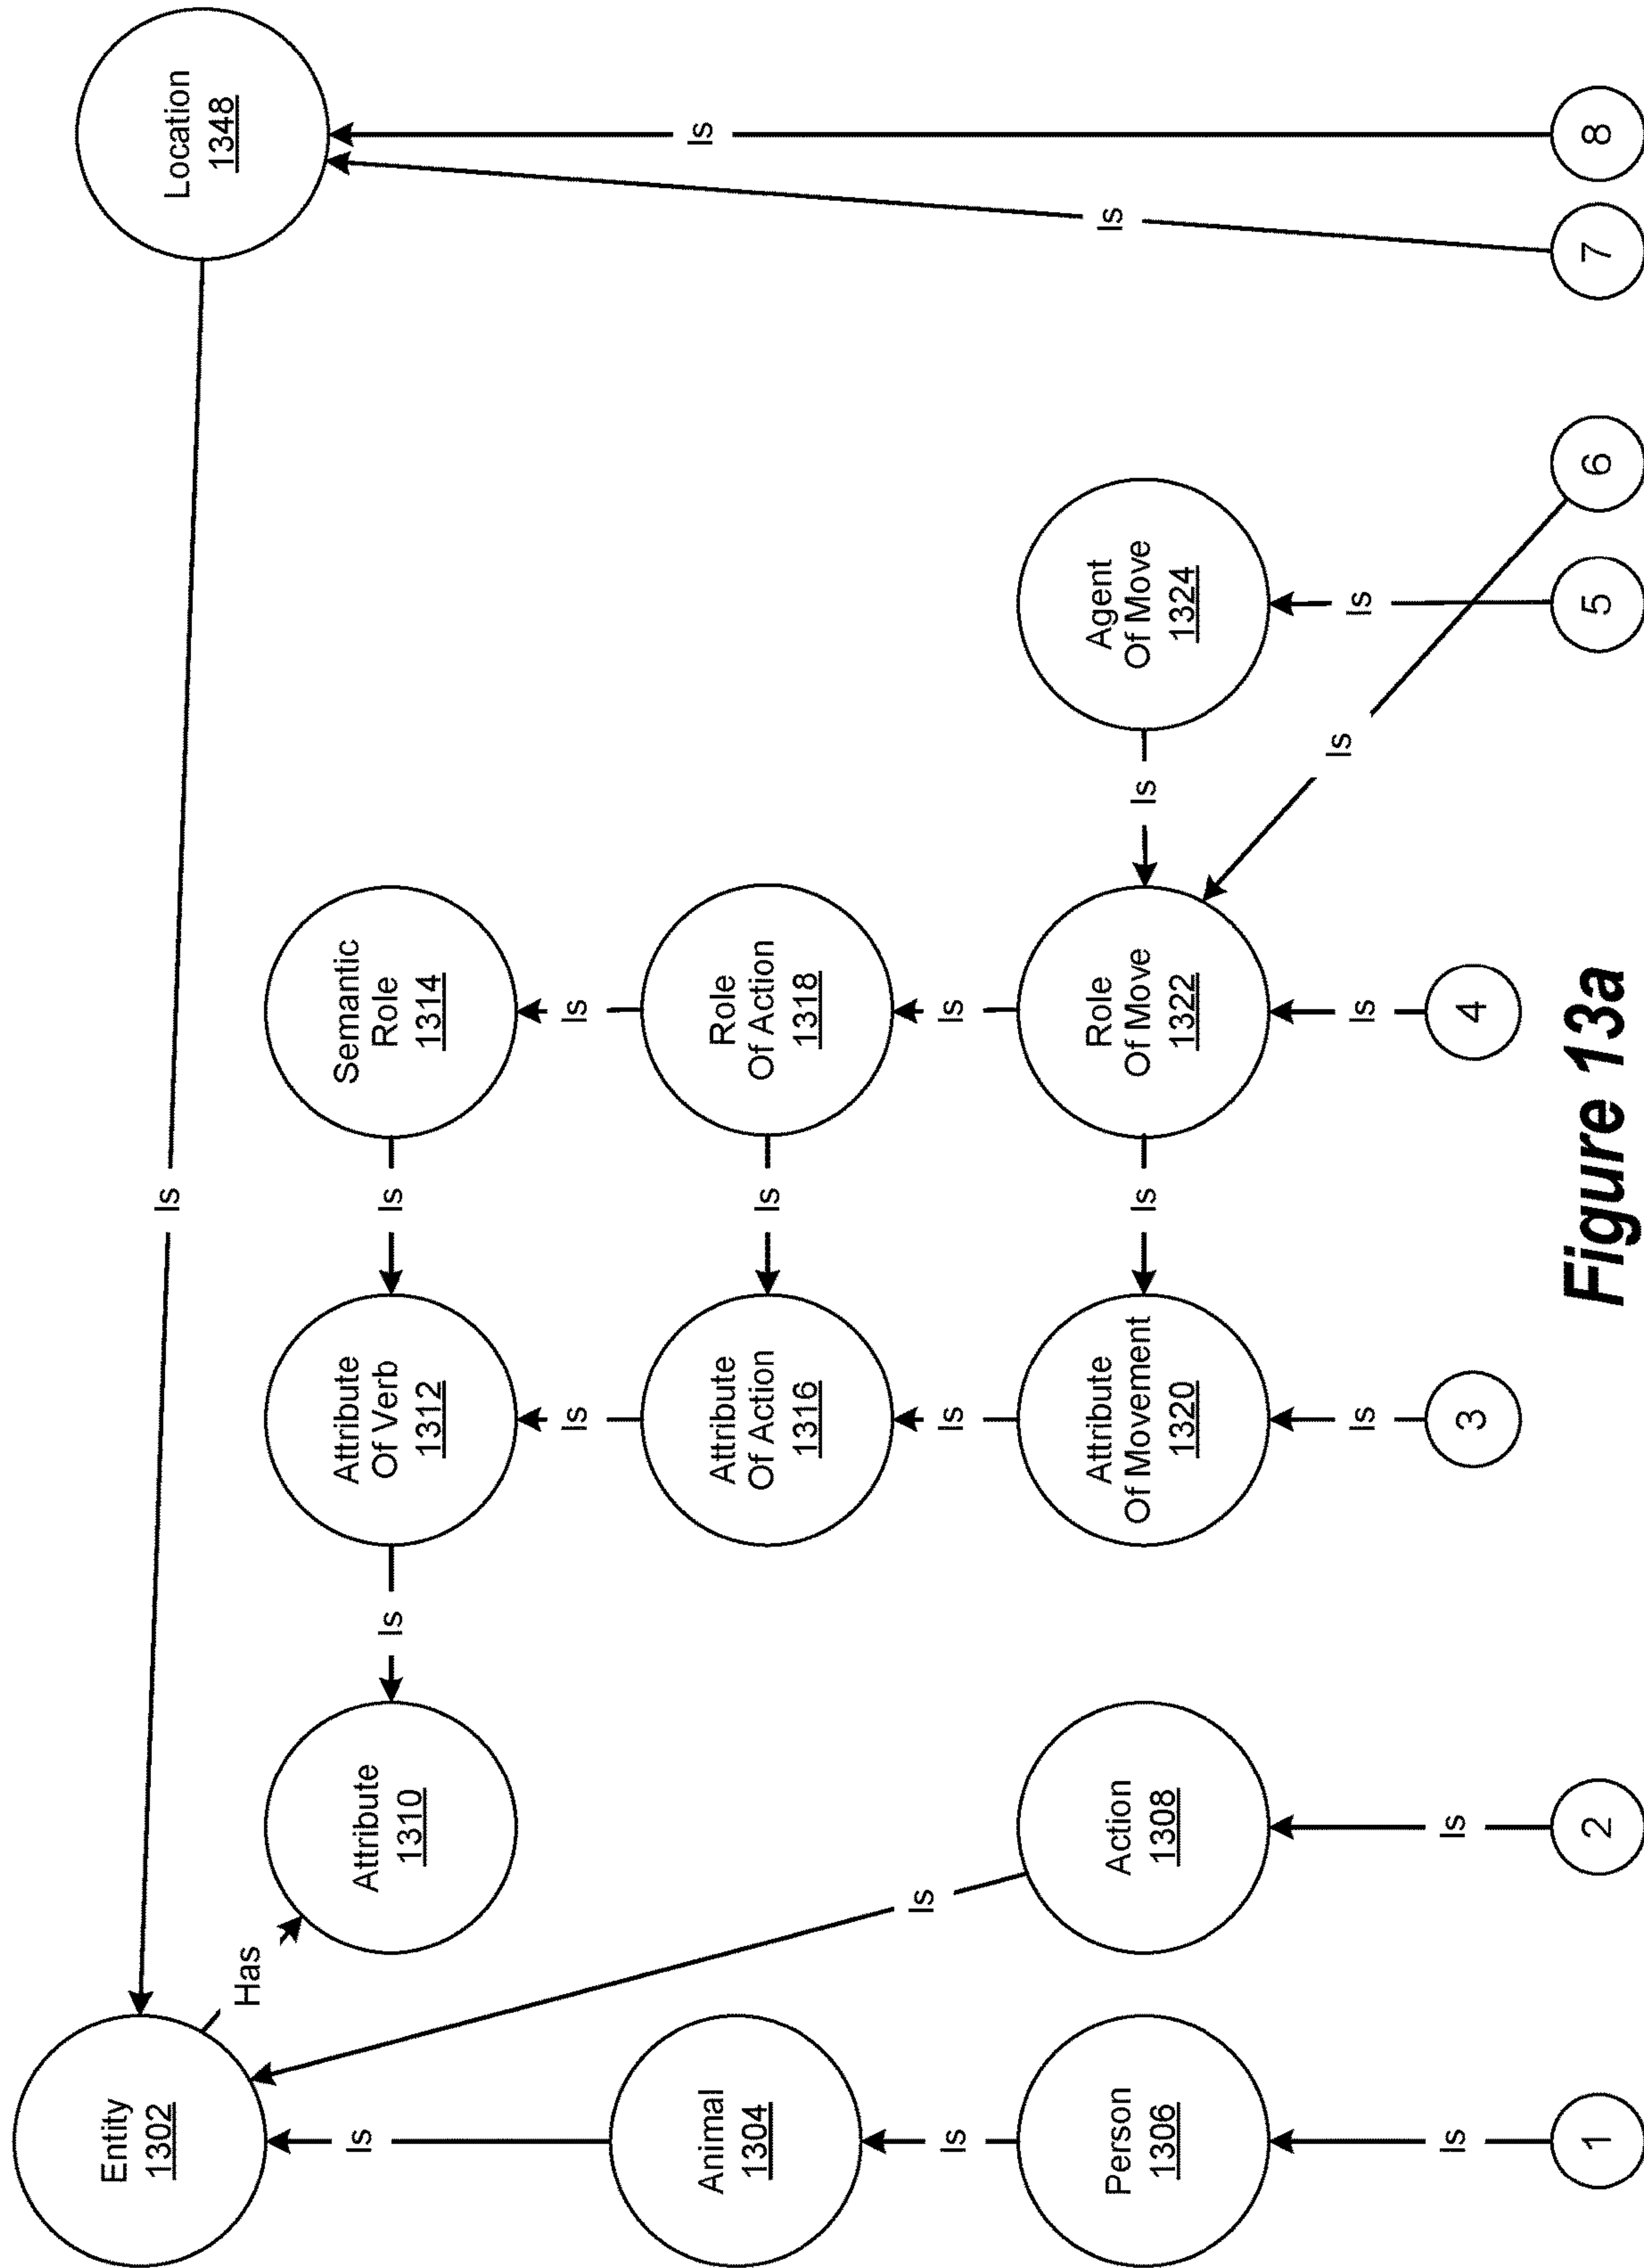 Entity
1302
Has
Is
Location
1348
Is
Animal
1304
Is
Person
1306
Is
1
Is
Action
1308
Is
2
Attribute
1310
Is
Attribute
Of Verb
1312
Is
Semantic
Role
1314
Is
Is
Attribute
Of Action
1316
Is
Role
Of Action
1318
Is
Is
Attribute
Of Movement
1320
Is
Role
Of Move
1322
Is
Agent
Of Move
1324
Is
3
Is
4
Is
5
Is
6
Is
7
Is
8
Figure 13a